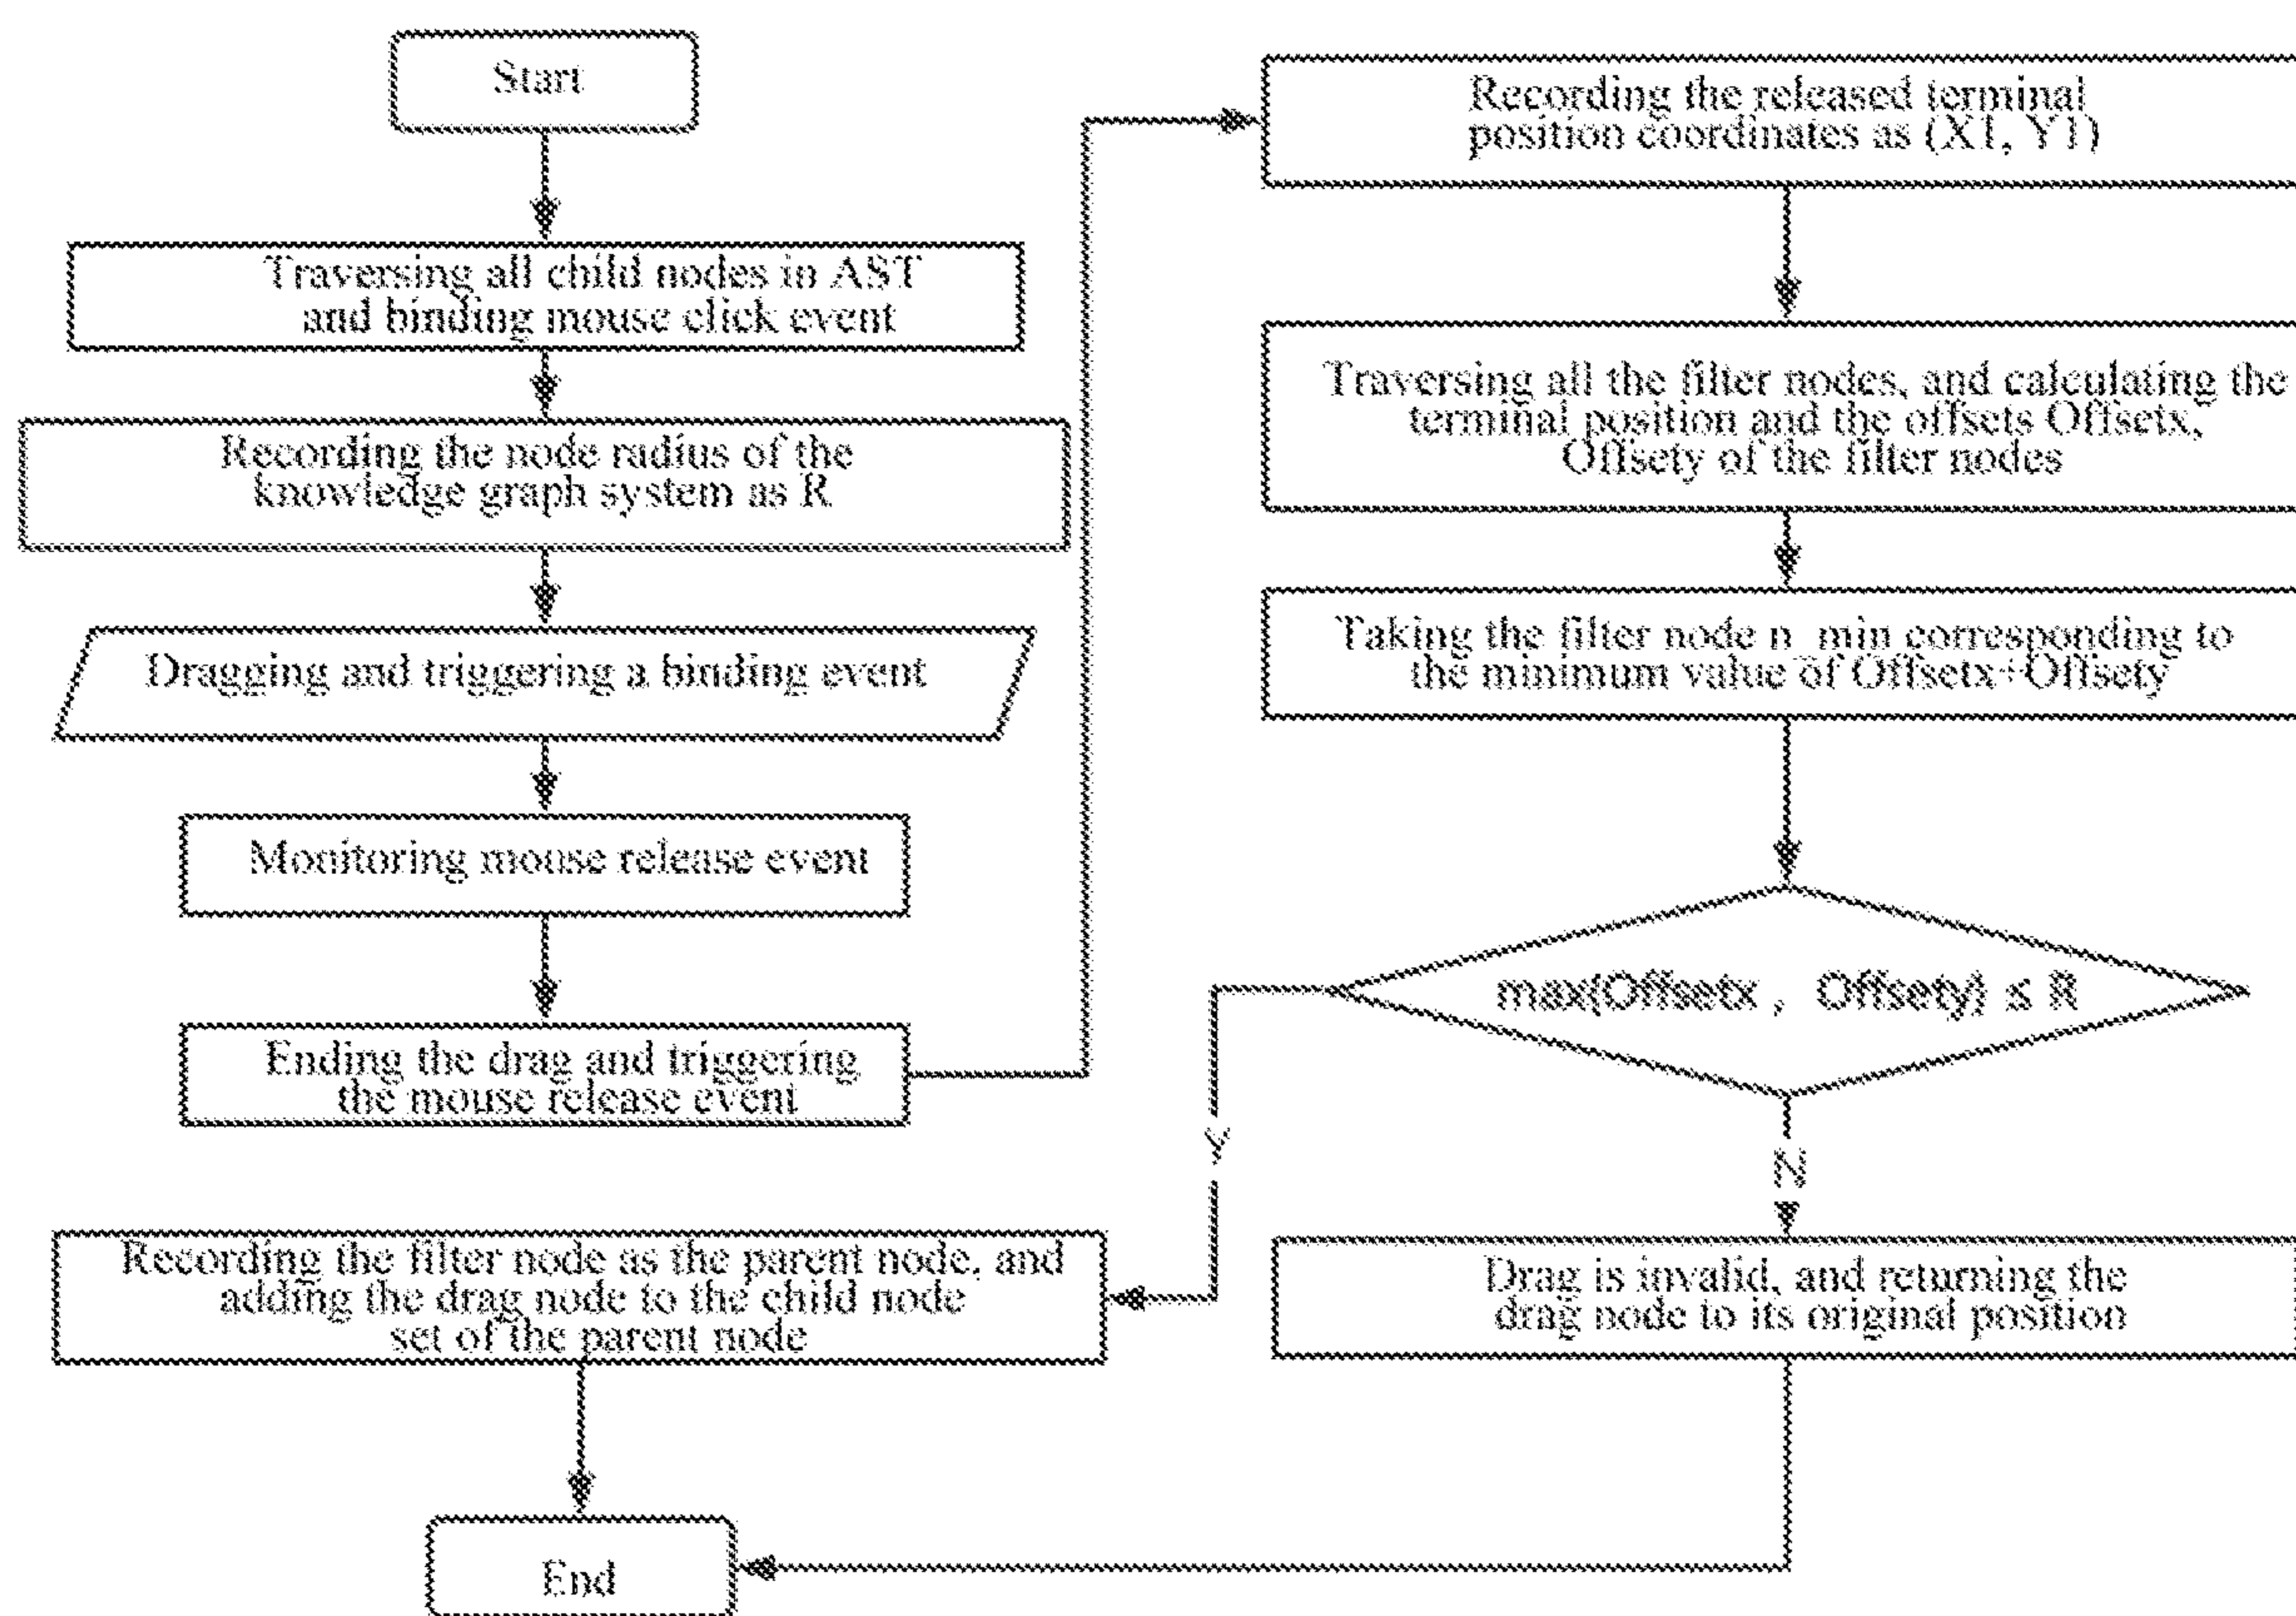 Start
Traversing all child nodes in AST
and binding mouse click event
Recording the node radius of the
knowledge graph system as R
Dragging and triggering a binding event
Monitoring mouse release event
Ending the drag and triggering
the mouse release event
Recording the released terminal
position coordinates as (X1, Y1)
Traversing all the filter nodes, and calculating the
terminal position and the offsets Offsetx,
Offsety of the filter nodes
Taking the filter node n_min corresponding to
the minimum value of Offsetx+Offsety
max(Offsetx , Offsety) ≤ R
Y
N
Recording the filter node as the parent node, and
adding the drag node to the child node
set of the parent node
Drag is invalid, and returning the
drag node to its original position
End